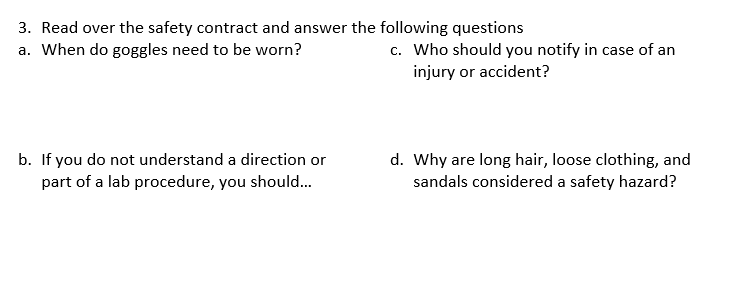 3. Read over the safety contract and answer the following questions
a. When do goggles need to be worn?
c. Who should you notify in case of an
injury or accident?
b. If you do not understand a direction or
part of a lab procedure, you should...
d. Why are long hair, loose clothing, and
sandals considered a safety hazard?